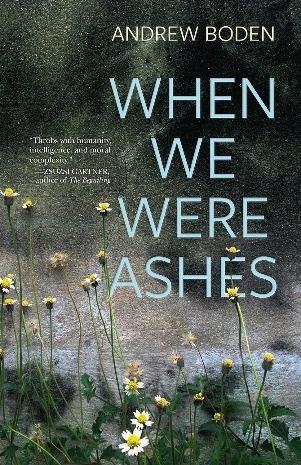 ANDREW BODEN
WHEN
WE
WERE
ASHES
"Throbs with humanity,
intelligence, and moral
complexity."
—ZSUZSI GARTNER,
author of The Beguiling